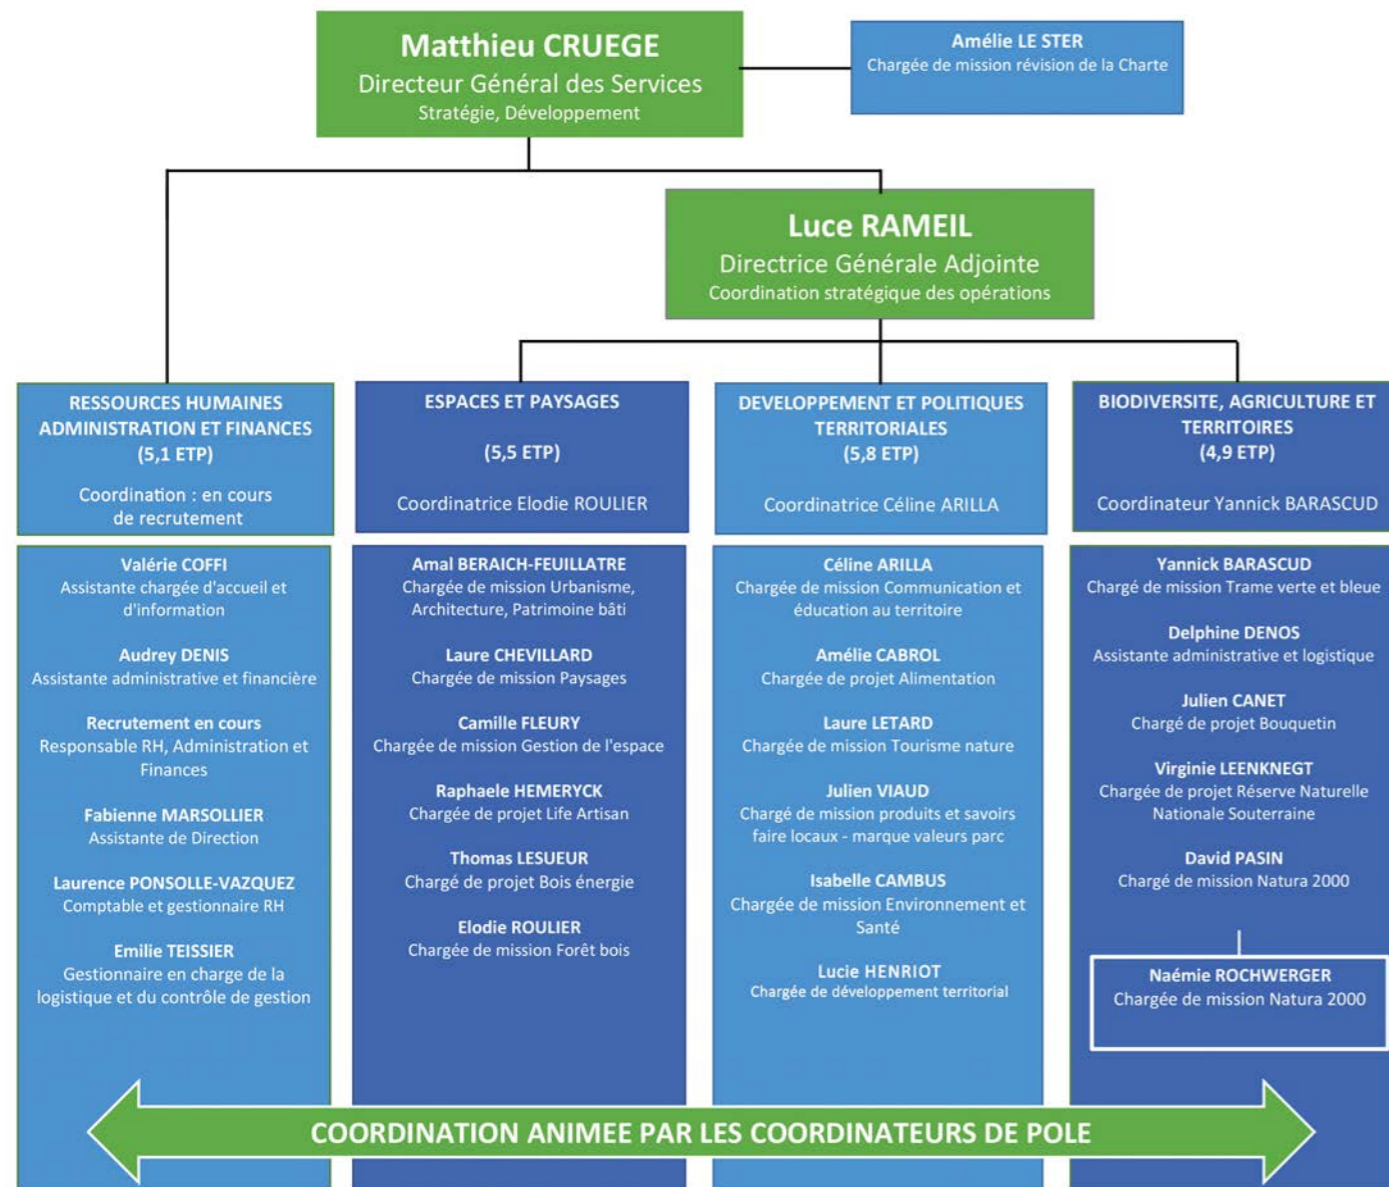 Matthieu CRUEGE
Directeur Général des Services
Stratégie, Développement
Amélie LE STER
Chargée de mission révision de la Charte
Luce RAMEIL
Directrice Générale Adjointe
Coordination stratégique des opérations
RESSOURCES HUMAINES
ADMINISTRATION ET FINANCES
(5,1 ETP)
Coordination : en cours
de recrutement
Valérie COFFI
Assistante chargée d'accueil et
d'information
Audrey DENIS
Assistante administrative et financière
Recrutement en cours
Responsable RH, Administration et
Finances
Fabienne MARSOLLIER
Assistante de Direction
Laurence PONSOLLE-VAZQUEZ
Comptable et gestionnaire RH
Emilie TEISSIER
Gestionnaire en charge de la
logistique et du contrôle de gestion
ESPACES ET PAYSAGES
(5,5 ETP)
Coordinatrice Elodie ROULIER
Amal BERAICH-FEUILLATRE
Chargée de mission Urbanisme,
Architecture, Patrimoine bâti
Laure CHEVILLARD
Chargée de mission Paysages
Camille FLEURY
Chargée de mission Gestion de l'espace
Raphaele HEMERYCK
Chargée de projet Life Artisan
Thomas LESUEUR
Chargé de projet Bois énergie
Elodie ROULIER
Chargée de mission Forêt bois
DEVELOPPEMENT ET POLITIQUES
TERRITORIALES
(5,8 ETP)
Coordinatrice Céline ARILLA
Céline ARILLA
Chargée de mission Communication et
éducation au territoire
Amélie CABROL
Chargée de projet Alimentation
Laure LETARD
Chargée de mission Tourisme nature
Julien VIAUD
Chargé de mission produits et savoirs
faire locaux - marque valeurs parc
Isabelle CAMBUS
Chargée de mission Environnement et
Santé
Lucie HENRIOT
Chargée de développement territorial
BIODIVERSITE, AGRICULTURE ET
TERRITOIRES
(4,9 ETP)
Coordinateur Yannick BARASCUD
Yannick BARASCUD
Chargé de mission Trame verte et bleue
Delphine DENOS
Assistante administrative et logistique
Julien CANET
Chargé de projet Bouquetin
Virginie LEENKNEGT
Chargée de projet Réserve Naturelle
Nationale Souterraine
David PASIN
Chargé de mission Natura 2000
Naémie ROCHWERGER
Chargée de mission Natura 2000
COORDINATION ANIMEE PAR LES COORDINATEURS DE POLE